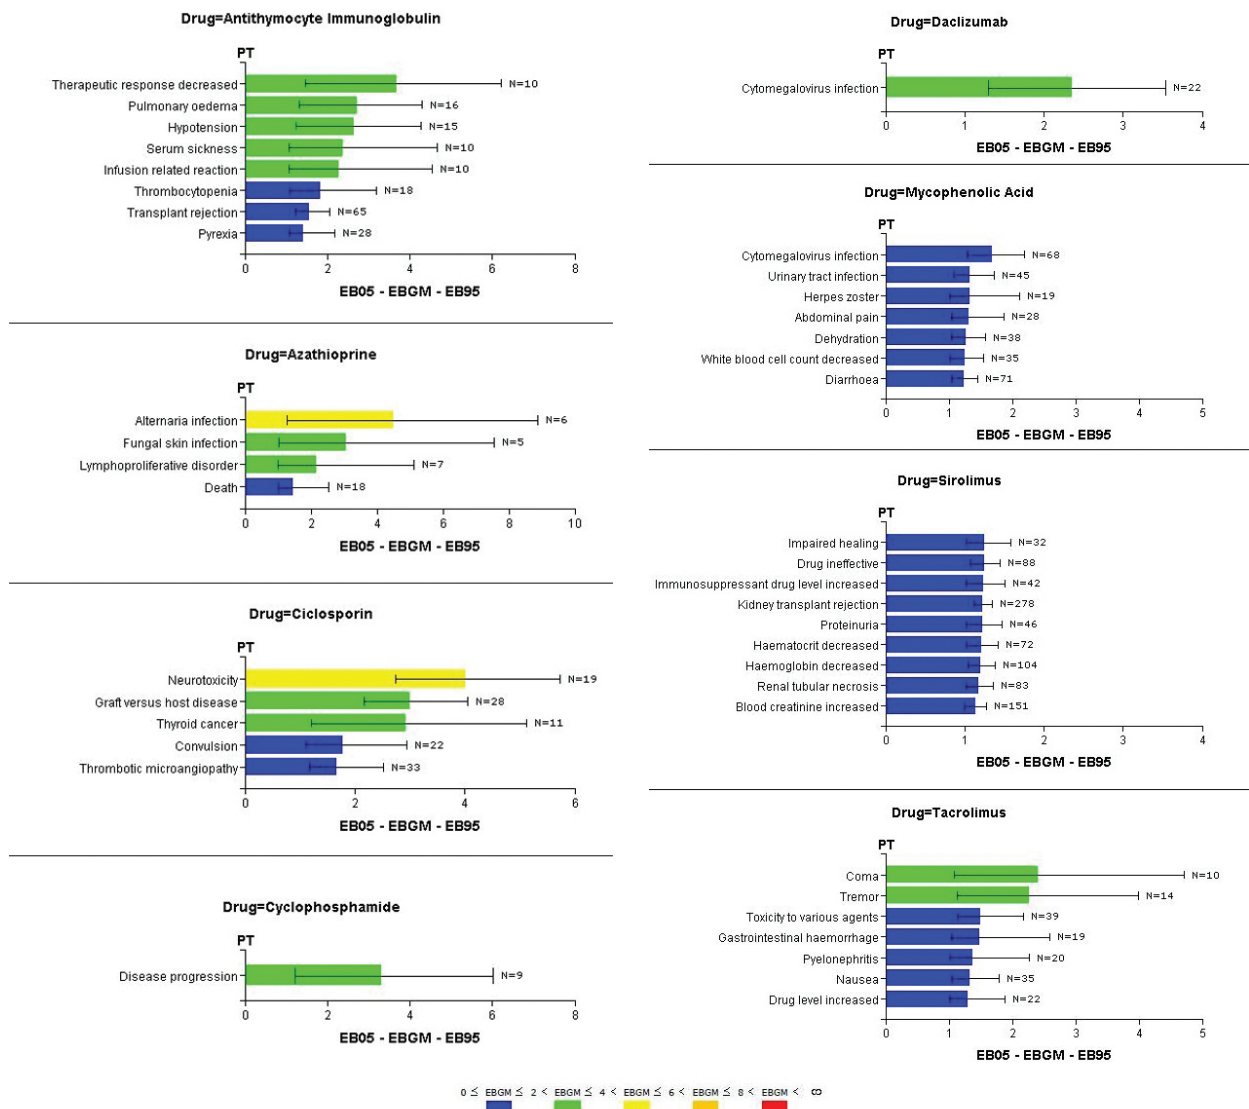 Drug=Antithymocyte Immunoglobulin
PT
Therapeutic response decreased N=10
Pulmonary oedema N=16
Hypotension N=15
Serum sickness N=10
Infusion related reaction N=10
Thrombocytopenia N=18
Transplant rejection N=65
Pyrexia N=28
0 2 4 6 8
EB05 - EBGM - EB95
Drug=Azathioprine
PT
Alternaria infection N=6
Fungal skin infection N=5
Lymphoproliferative disorder N=7
Death N=18
0 2 4 6 8 10
EB05 - EBGM - EB95
Drug=Ciclosporin
PT
Neurotoxicity N=19
Graft versus host disease N=28
Thyroid cancer N=11
Convulsion N=22
Thrombotic microangiopathy N=33
0 2 4 6
EB05 - EBGM - EB95
Drug=Cyclophosphamide
PT
Disease progression N=9
0 2 4 6 8
EB05 - EBGM - EB95
Drug=Daclizumab
PT
Cytomegalovirus infection N=22
0 1 2 3 4
EB05 - EBGM - EB95
Drug=Mycophenolic Acid
PT
Cytomegalovirus infection N=68
Urinary tract infection N=45
Herpes zoster N=19
Abdominal pain N=28
Dehydration N=38
White blood cell count decreased N=35
Diarrhoea N=71
0 1 2 3 4 5
EB05 - EBGM - EB95
Drug=Sirolimus
PT
Impaired healing N=32
Drug ineffective N=88
Immunosuppressant drug level increased N=42
Kidney transplant rejection N=278
Proteinuria N=46
Haematocrit decreased N=72
Haemoglobin decreased N=104
Renal tubular necrosis N=83
Blood creatinine increased N=151
0 1 2 3 4
EB05 - EBGM - EB95
Drug=Tacrolimus
PT
Coma N=10
Tremor N=14
Toxicity to various agents N=39
Gastrointestinal haemorrhage N=19
Pyelonephritis N=20
Nausea N=35
Drug level increased N=22
0 1 2 3 4 5
EB05 - EBGM - EB95
0 ≤ EBGM ≤ 2 < EBGM ≤ 4 < EBGM ≤ 6 < EBGM ≤ 8 < EBGM < ∞